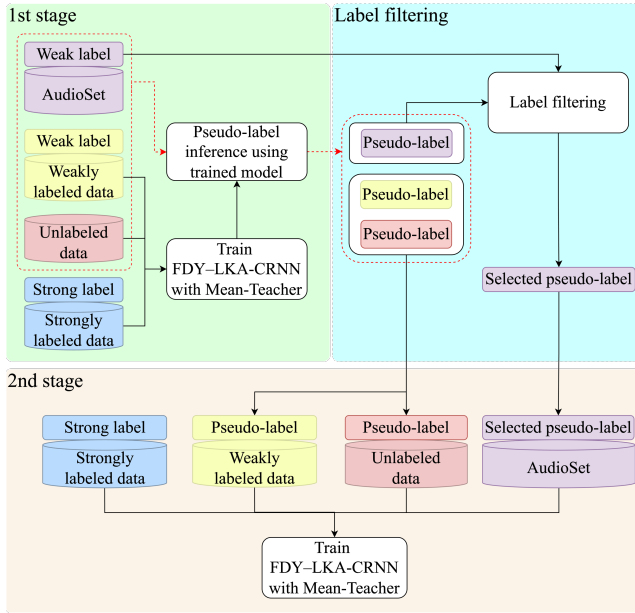 1st stage
Weak label
AudioSet
Weak label
Weakly
labeled data
Unlabeled
data
Strong label
Strongly
labeled data
Pseudo-label
inference using
trained model
Train
FDY–LKA-CRNN
with Mean-Teacher
Label filtering
Label filtering
Pseudo-label
Pseudo-label
Pseudo-label
Selected pseudo-label
2nd stage
Strong label
Strongly
labeled data
Pseudo-label
Weakly
labeled data
Pseudo-label
Unlabeled
data
Selected pseudo-label
AudioSet
Train
FDY–LKA-CRNN
with Mean-Teacher